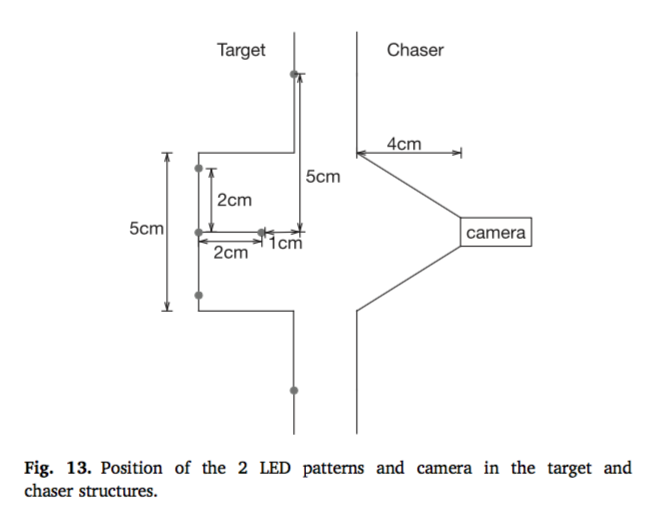 Target
Chaser
4cm
5cm
2cm
5cm
camera
1cm
2cm
Fig. 13. Position of the 2 LED patterns and camera in the target and
chaser structures.